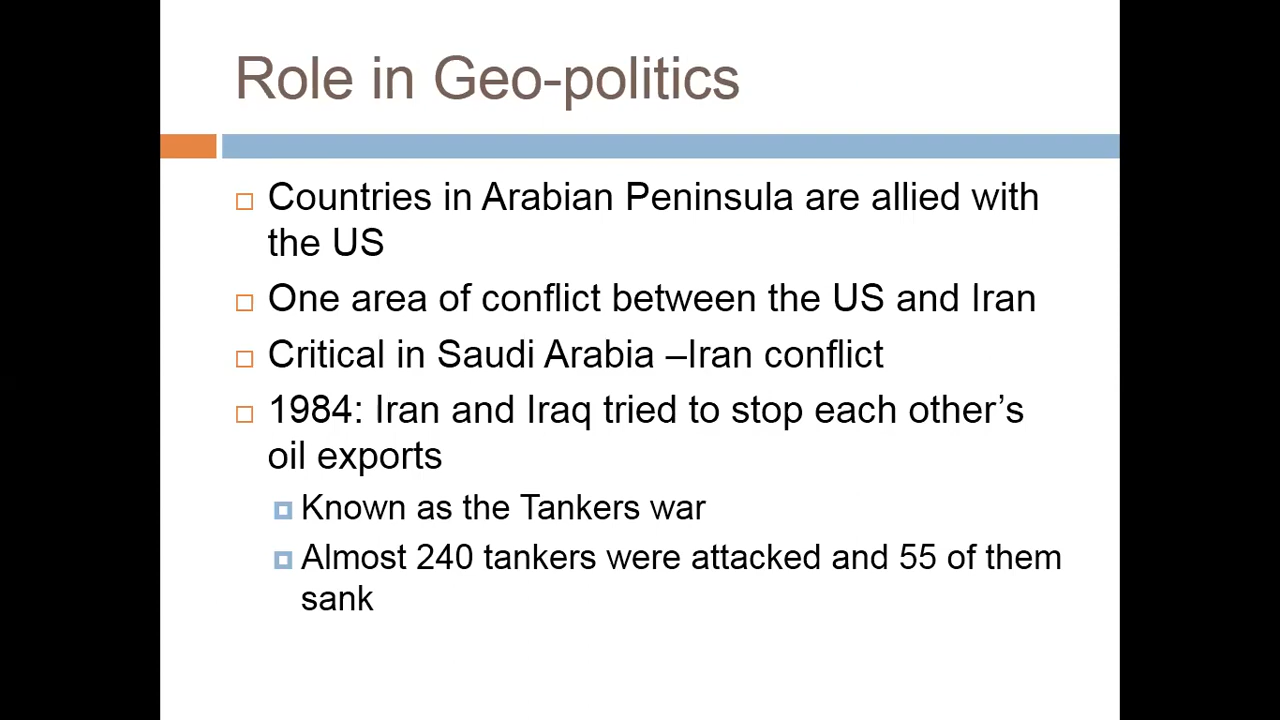 Role in Geo-politics
Countries in Arabian Peninsula are allied with
the US
One area of conflict between the US and Iran
Critical in Saudi Arabia –Iran conflict
1984: Iran and Iraq tried to stop each other’s
oil exports
Known as the Tankers war
Almost 240 tankers were attacked and 55 of them
sank